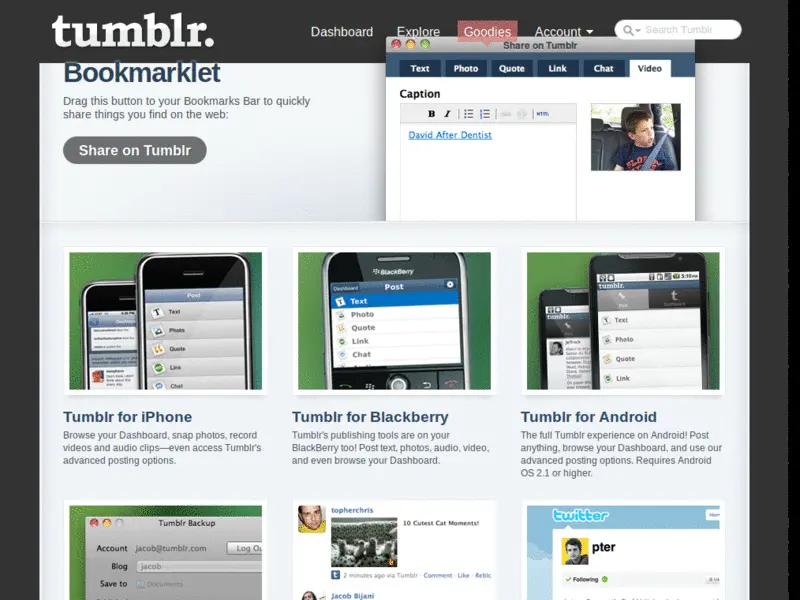 tumblr.
Dashboard
Explore
Goodies
Account
Search Tumblr
Bookmarklet
Drag this button to your Bookmarks Bar to quickly
share things you find on the web:
Share on Tumblr
Share on Tumblr
Text
Photo
Quote
Link
Chat
Video
Caption
B I HTML
David After Dentist
Post
Text
Photo
Quote
Link
Chat
BlackBerry
Dashboard
Post
Text
Photo
Quote
Link
Chat
tumblr.
tumblr.
Text
Photo
Quote
Link
Tumblr for iPhone
Browse your Dashboard, snap photos, record
videos and audio clips—even access Tumblr's
advanced posting options.
Tumblr for Blackberry
Tumblr's publishing tools are on your
BlackBerry too! Post text, photos, audio, video,
and even browse your Dashboard.
Tumblr for Android
The full Tumblr experience on Android! Post
anything, browse your Dashboard, and use our
advanced posting options. Requires Android
OS 2.1 or higher.
Tumblr Backup
Account jacob@tumblr.com Log Ou
Blog jacob
Save to Documents
topherchris
10 Cutest Cat Moments!
2 minutes ago via Tumblr · Comment · Like · Reblo
Jacob Bijani
twitter
pter
Following